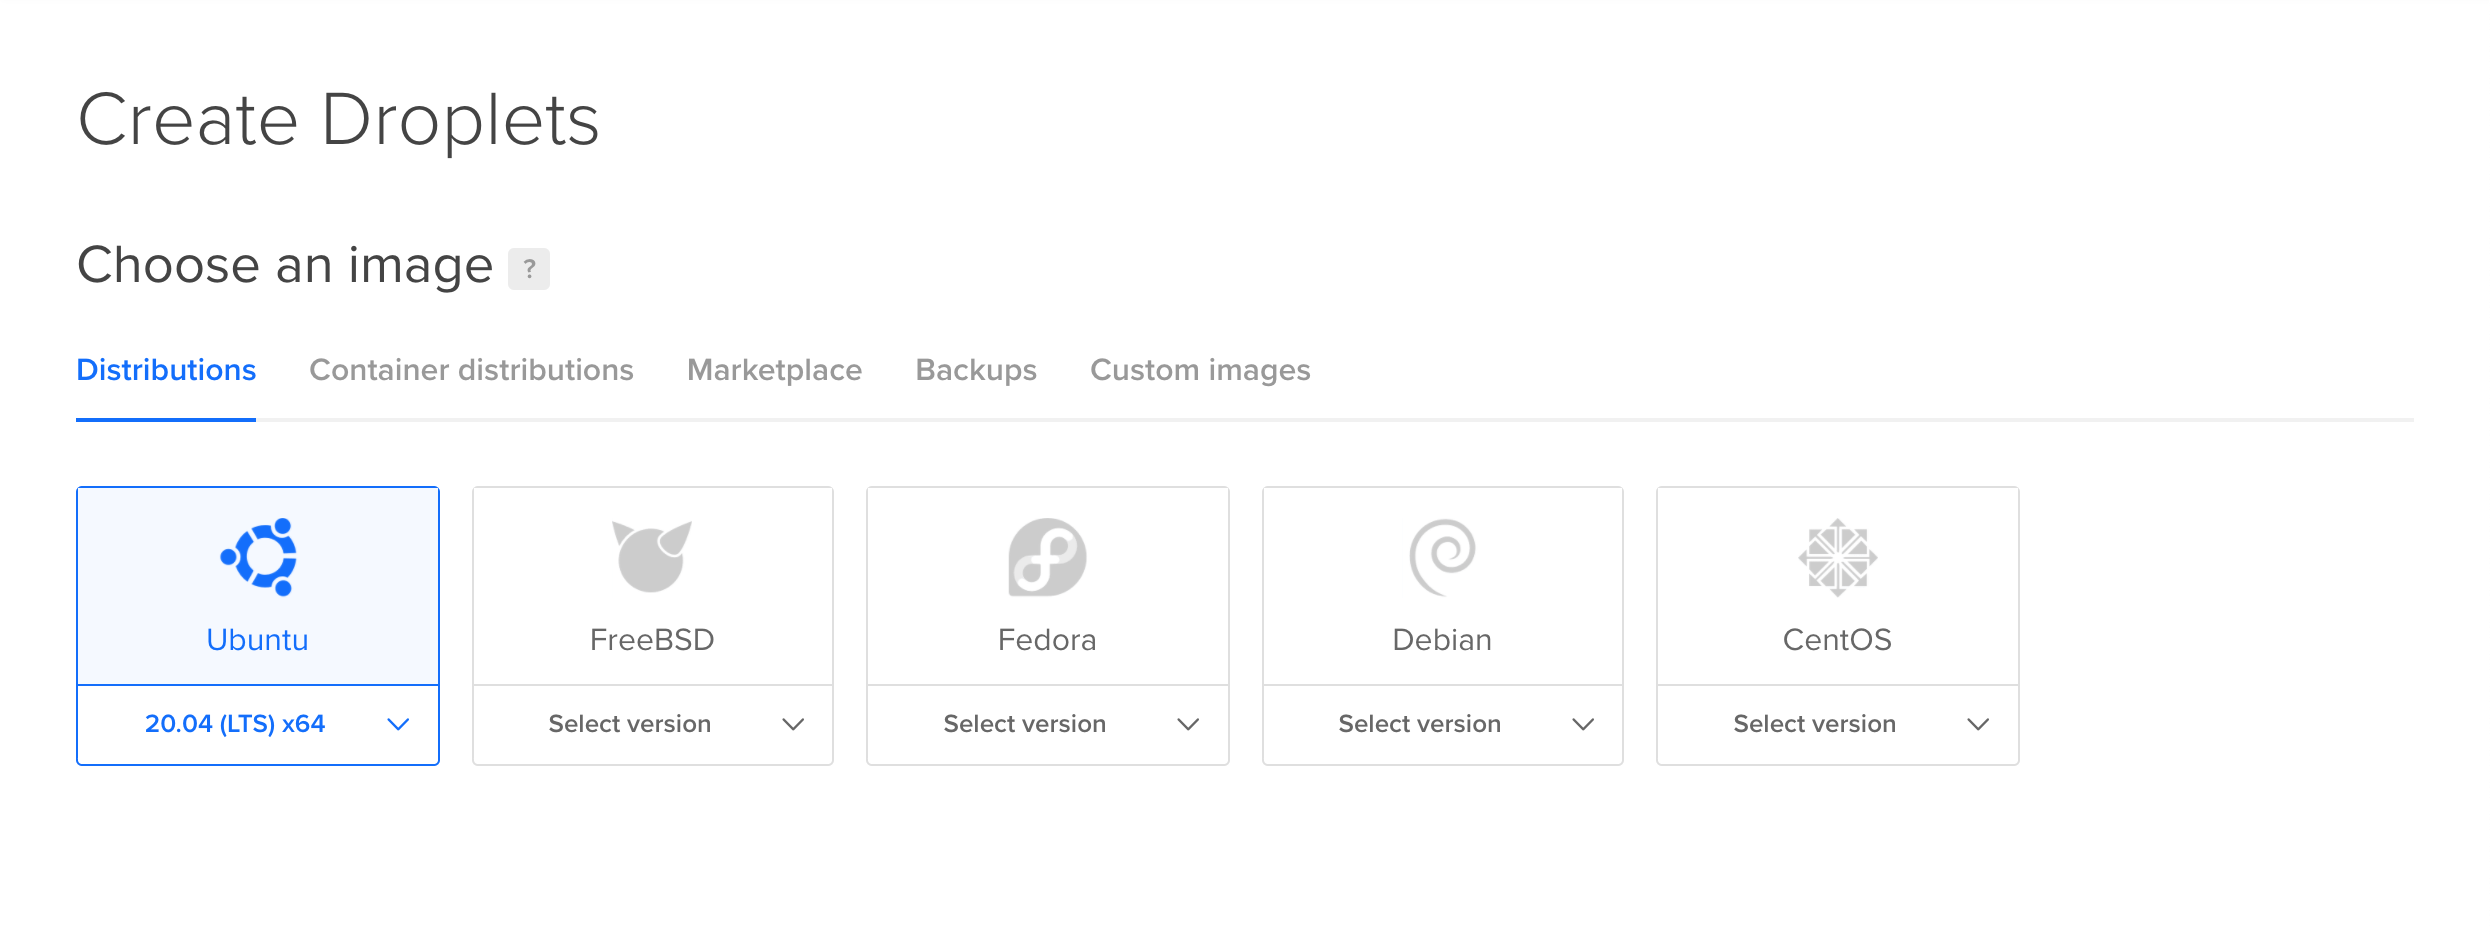 Create Droplets
Choose an image ?
Distributions Container distributions Marketplace Backups Custom images
Ubuntu FreeBSD Fedora Debian CentOS
20.04 (LTS) x64 Select version Select version Select version Select version